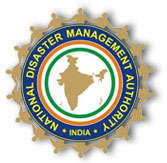 NATIONAL DISASTER MANAGEMENT AUTHORITY
• INDIA •